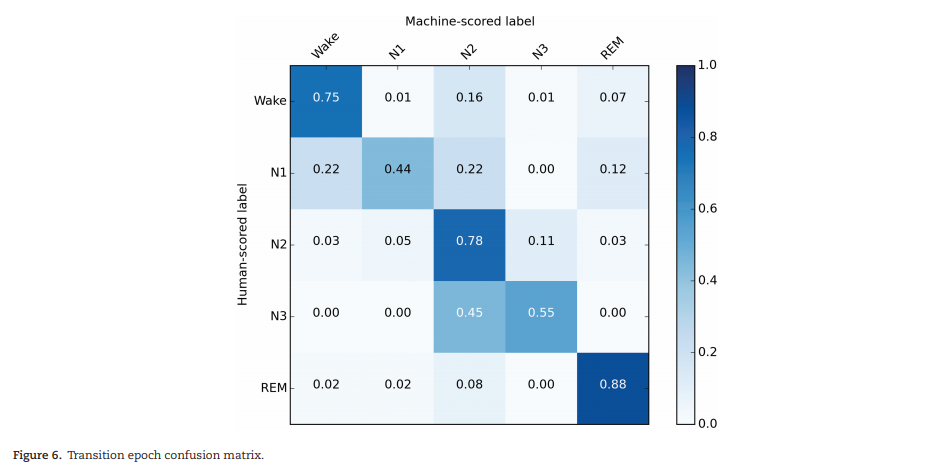 Machine-scored label
Wake N1 N2 N3 REM
Human-scored label
Wake 0.75 0.01 0.16 0.01 0.07
N1 0.22 0.44 0.22 0.00 0.12
N2 0.03 0.05 0.78 0.11 0.03
N3 0.00 0.00 0.45 0.55 0.00
REM 0.02 0.02 0.08 0.00 0.88
1.0
0.8
0.6
0.4
0.2
0.0
Figure 6. Transition epoch confusion matrix.